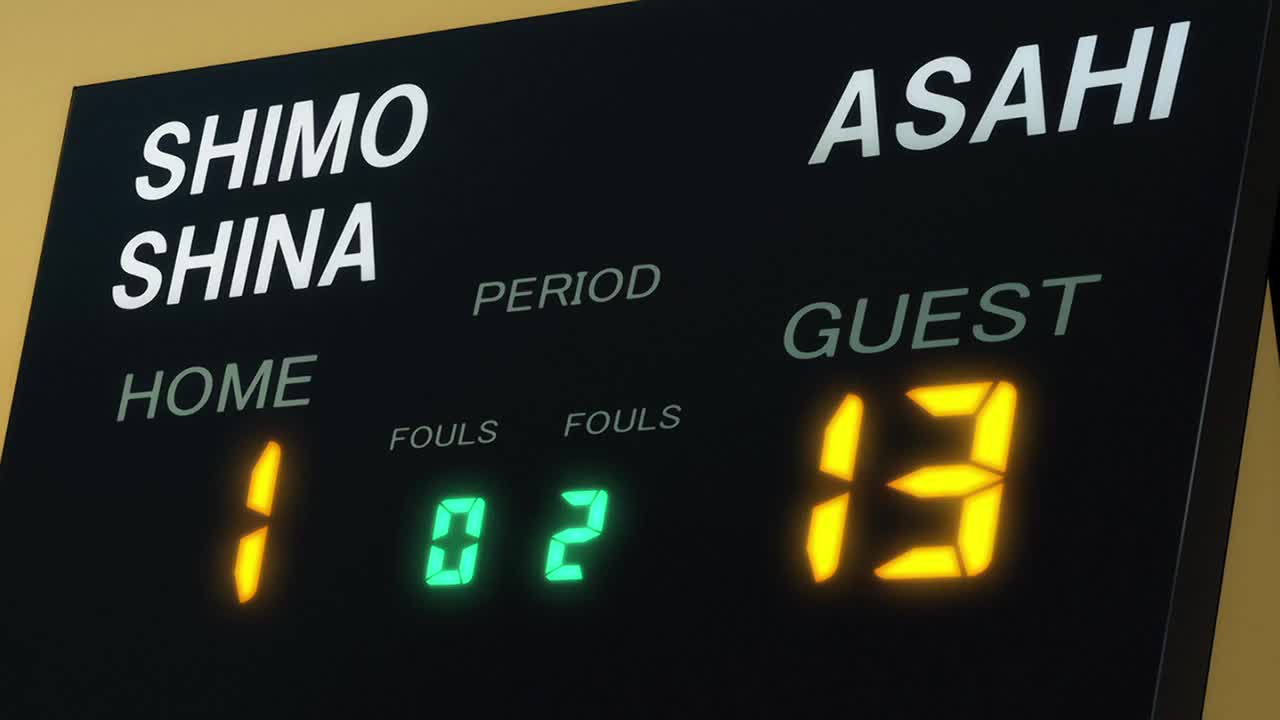 SHIMO
SHINA
ASAHI
PERIOD
HOME
GUEST
FOULS
FOULS
1
0
2
13